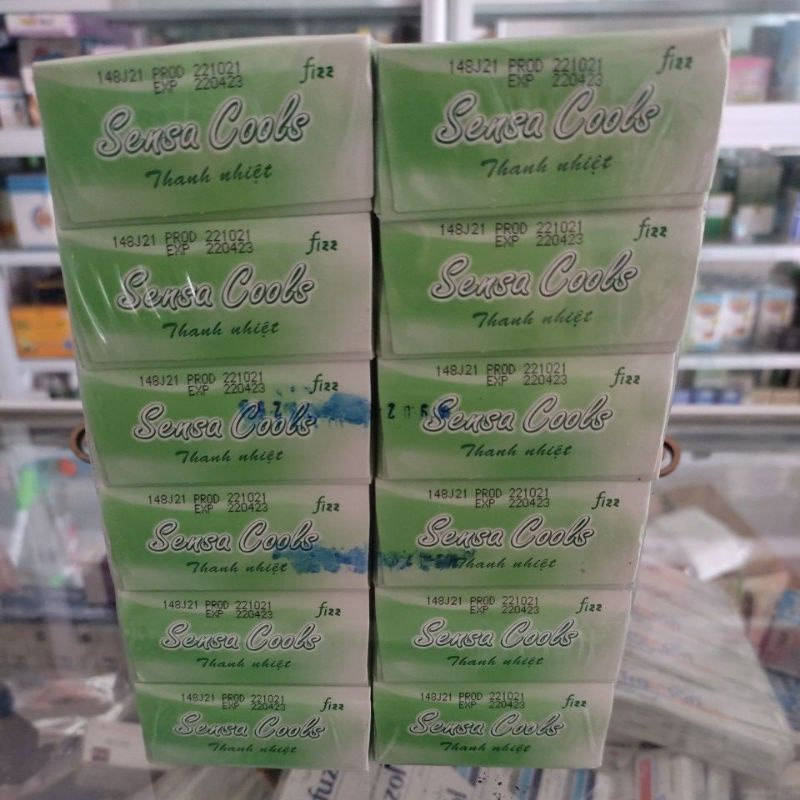 148J21 PROD 221021
EXP 220423
fizz
Sensa Cools
Thanh nhiệt
148J21 PROD 221021
EXP 220423
fizz
Sensa Cools
Thanh nhiệt
148J21 PROD 221021
EXP 220423
fizz
Sensa Cools
Thanh nhiệt
148J21 PROD 221021
EXP 220423
fizz
Sensa Cools
Thanh nhiệt
148J21 PROD 221021
EXP 220423
fizz
Sensa Cools
Thanh nhiệt
148J21 PROD 221021
EXP 220423
fizz
Sensa Cools
Thanh nhiệt
148J21 PROD 221021
EXP 220423
fizz
Sensa Cools
Thanh nhiệt
148J21 PROD 221021
EXP 220423
fizz
Sensa Cools
Thanh nhiệt
148J21 PROD 221021
EXP 220423
fizz
Sensa Cools
Thanh nhiệt
148J21 PROD 221021
EXP 220423
fizz
Sensa Cools
Thanh nhiệt
148J21 PROD 221021
EXP 220423
fizz
Sensa Cools
Thanh nhiệt
148J21 PROD 221021
EXP 220423
fizz
Sensa Cools
Thanh nhiệt